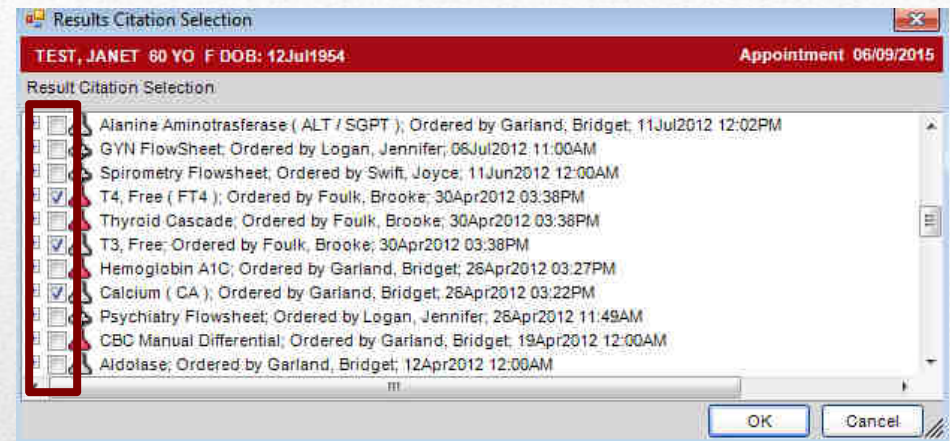 Results Citation Selection
TEST, JANET 60 YO F DOB: 12Jul1954 Appointment 06/09/2015
Result Citation Selection
Alanine Aminotrasferase ( ALT / SGPT ); Ordered by Garland, Bridget; 11Jul2012 12:02PM
GYN FlowSheet; Ordered by Logan, Jennifer; 06Jul2012 11:00AM
Spirometry Flowsheet; Ordered by Swift, Joyce; 11Jun2012 12:00AM
T4, Free ( FT4 ); Ordered by Foulk, Brooke; 30Apr2012 03:38PM
Thyroid Cascade; Ordered by Foulk, Brooke; 30Apr2012 03:38PM
T3, Free; Ordered by Foulk, Brooke; 30Apr2012 03:38PM
Hemoglobin A1C; Ordered by Garland, Bridget; 26Apr2012 03:27PM
Calcium ( CA ); Ordered by Garland, Bridget; 26Apr2012 03:22PM
Psychiatry Flowsheet; Ordered by Logan, Jennifer; 26Apr2012 11:49AM
CBC Manual Differential; Ordered by Garland, Bridget; 19Apr2012 12:00AM
Aldolase; Ordered by Garland, Bridget; 12Apr2012 12:00AM
OK Cancel